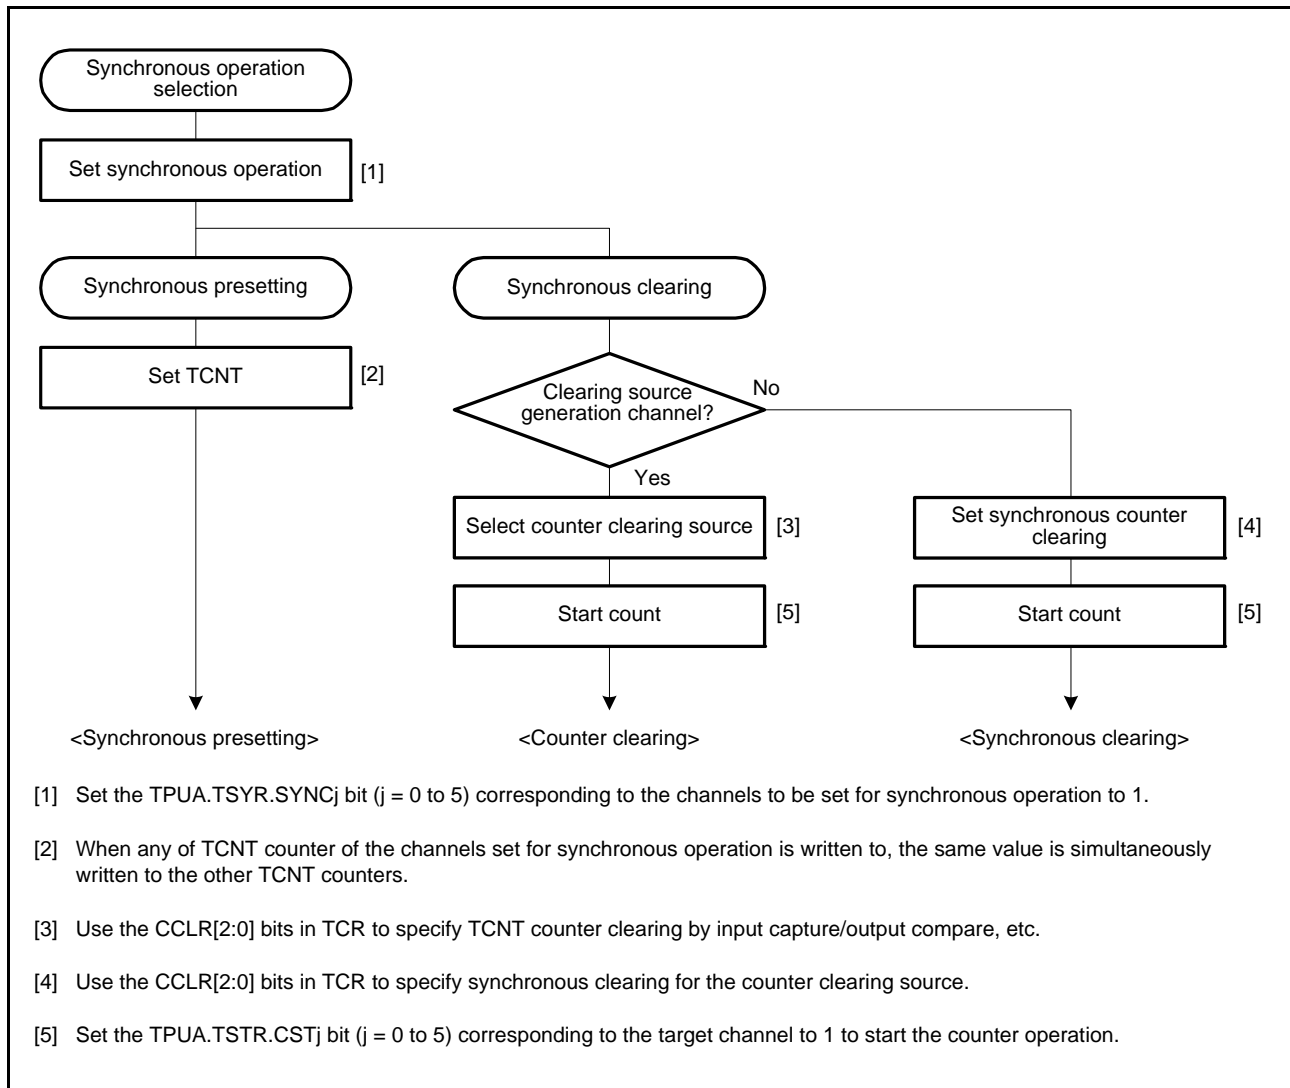 Synchronous operation
selection
Set synchronous operation [1]
Synchronous presetting
Synchronous clearing
Set TCNT [2]
Clearing source
generation channel?
No
Yes
Select counter clearing source [3]
Set synchronous counter
clearing
[4]
Start count [5]
Start count [5]
<Synchronous presetting>
<Counter clearing>
<Synchronous clearing>
[1] Set the TPUA.TSYR.SYNCj bit (j = 0 to 5) corresponding to the channels to be set for synchronous operation to 1.
[2] When any of TCNT counter of the channels set for synchronous operation is written to, the same value is simultaneously
written to the other TCNT counters.
[3] Use the CCLR[2:0] bits in TCR to specify TCNT counter clearing by input capture/output compare, etc.
[4] Use the CCLR[2:0] bits in TCR to specify synchronous clearing for the counter clearing source.
[5] Set the TPUA.TSTR.CSTj bit (j = 0 to 5) corresponding to the target channel to 1 to start the counter operation.